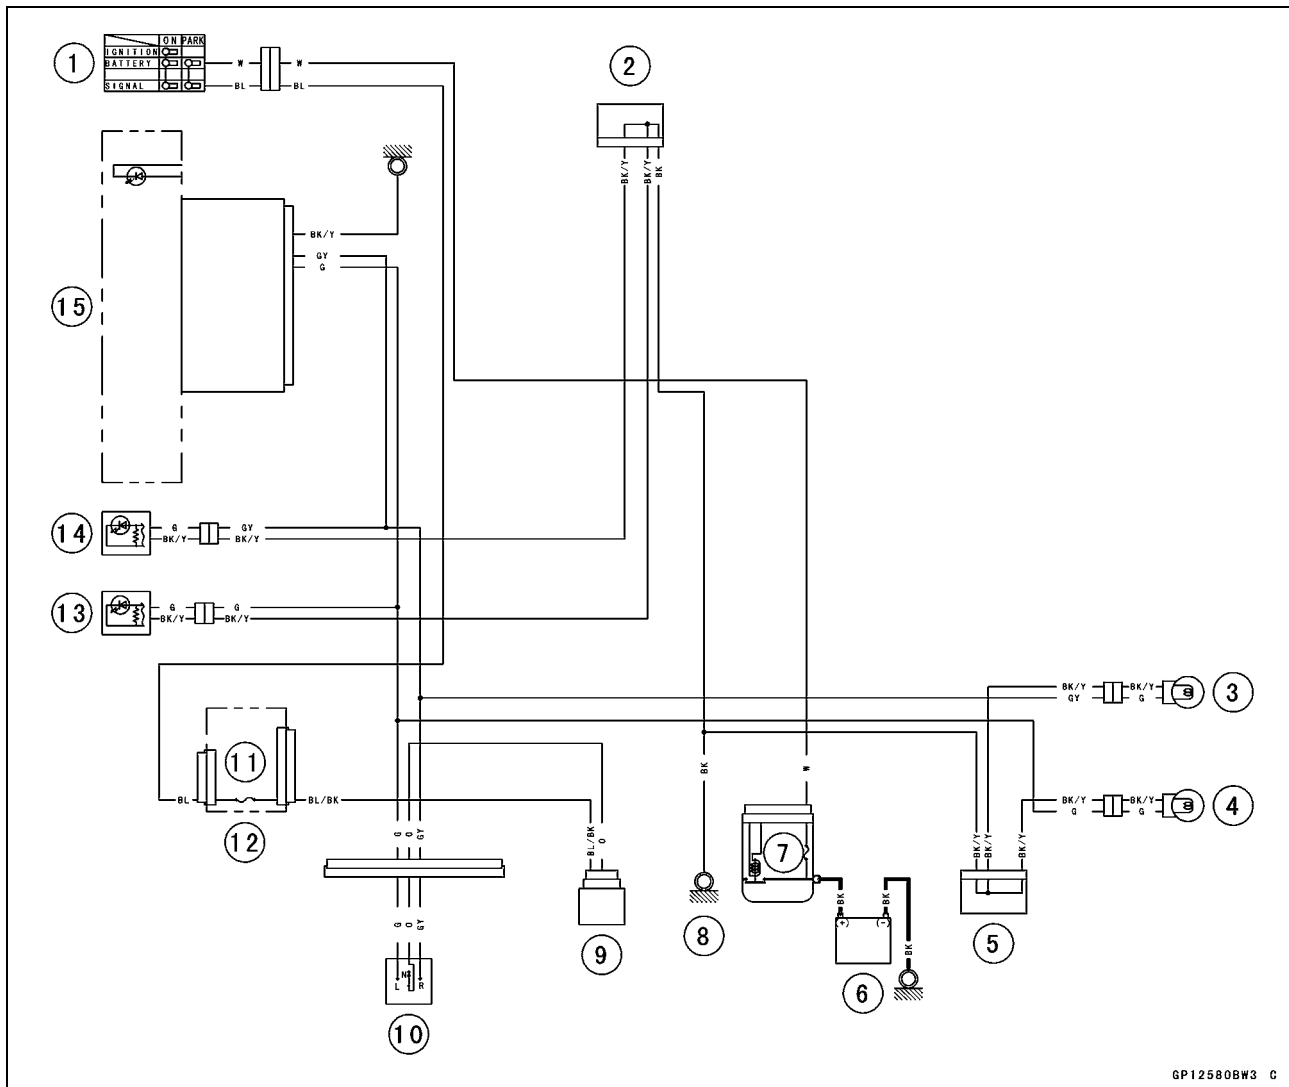 ON PARK
IGNITION
BATTERY
SIGNAL
1
W W
BL BL
2
BK/Y BK/Y BK
BK/Y
GY
G
15
14
G GY
BK/Y BK/Y
13
G G
BK/Y BK/Y
BK/Y BK/Y
GY G
3
11
BL
BL/BK
12
BK
W
BK/Y BK/Y
G G
4
G O GY
BL/BK O
7
BK/Y BK/Y BK/Y
G O GY
9
8
BK BK
(+) (-)
BK
6
5
N
L R
10
GP12580BW3 C